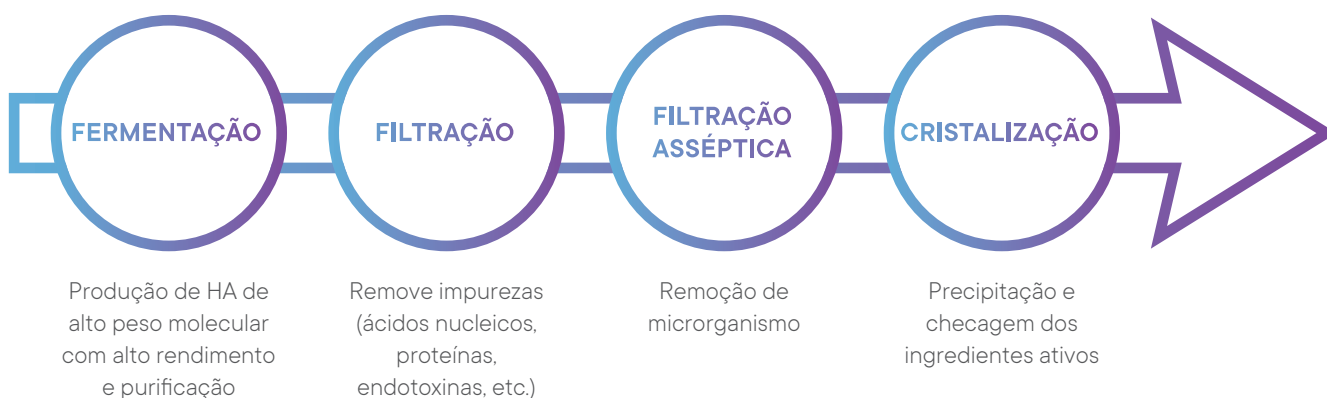 FERMENTAÇÃO
Produção de HA de
alto peso molecular
com alto rendimento
e purificação
FILTRAÇÃO
Remove impurezas
(ácidos nucleicos,
proteínas,
endotoxinas, etc.)
FILTRAÇÃO
ASSÉPTICA
Remoção de
microrganismo
CRISTALIZAÇÃO
Precipitação e
checagem dos
ingredientes ativos